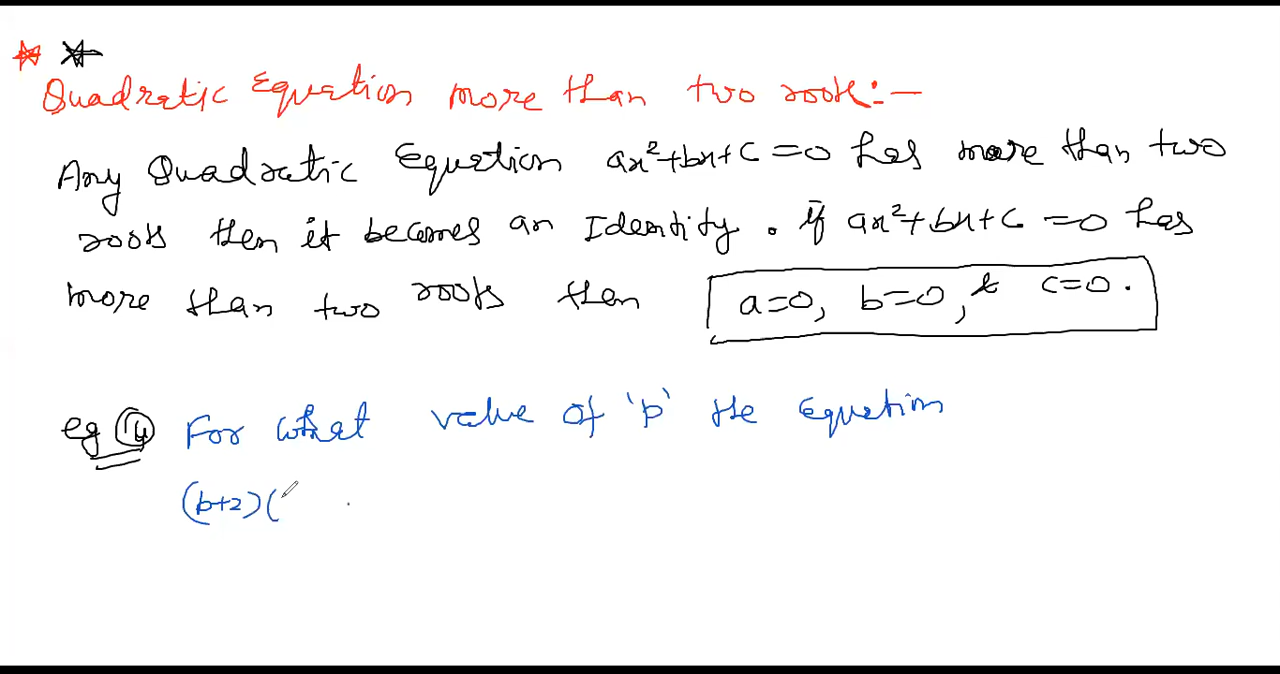 Quadratic Equation more than two roots:-
Any Quadratic Equation ax²+bx+c=0 has more than two
roots then it becomes an Identity. if ax²+bx+c=0 has
more than two roots then a=0, b=0, & c=0.
eg 14 For what value of 'p' the Equation
(p+2)(